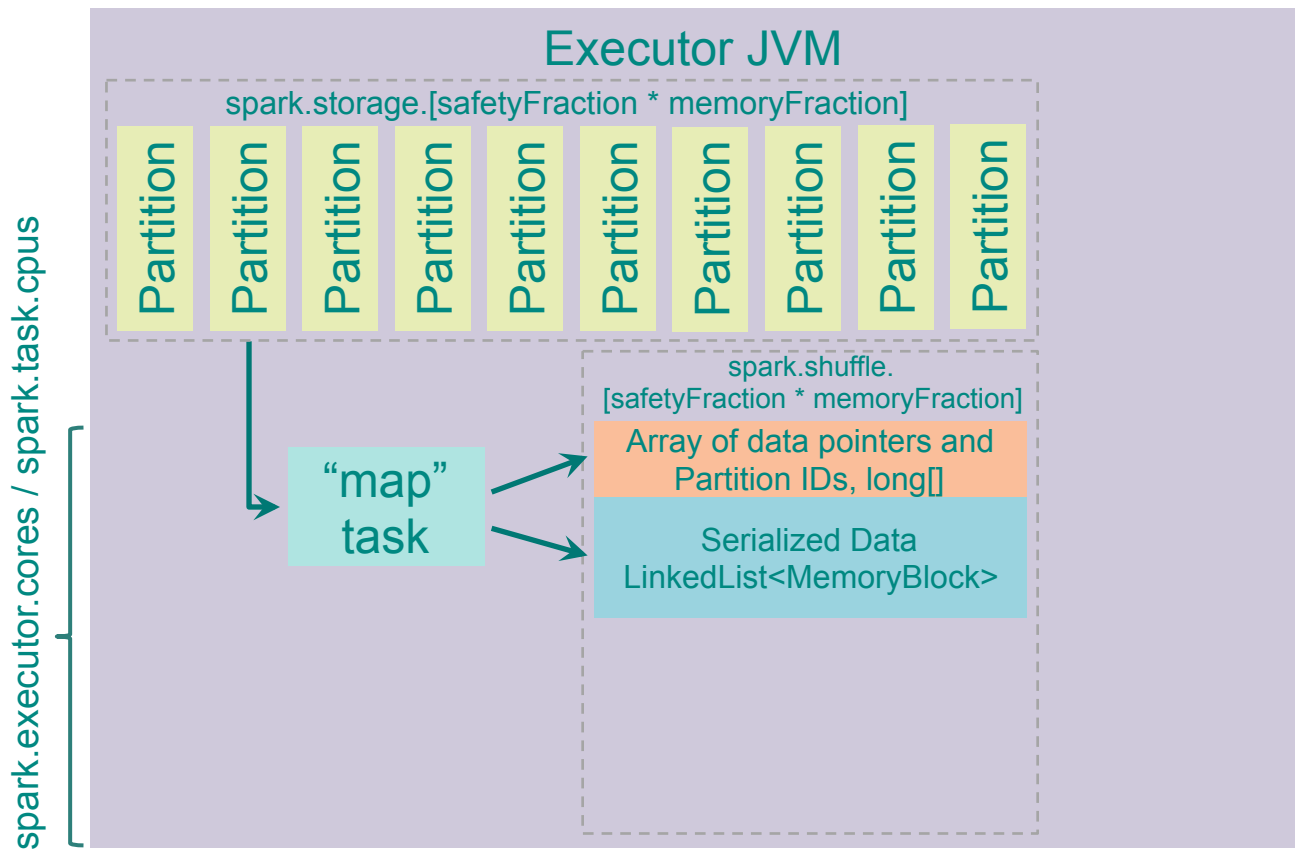 Executor JVM
spark.storage.[safetyFraction * memoryFraction]
Partition
Partition
Partition
Partition
Partition
Partition
Partition
Partition
Partition
Partition
spark.executor.cores / spark.task.cpus
spark.shuffle.
[safetyFraction * memoryFraction]
“map”
task
Array of data pointers and
Partition IDs, long[]
Serialized Data
LinkedList<MemoryBlock>